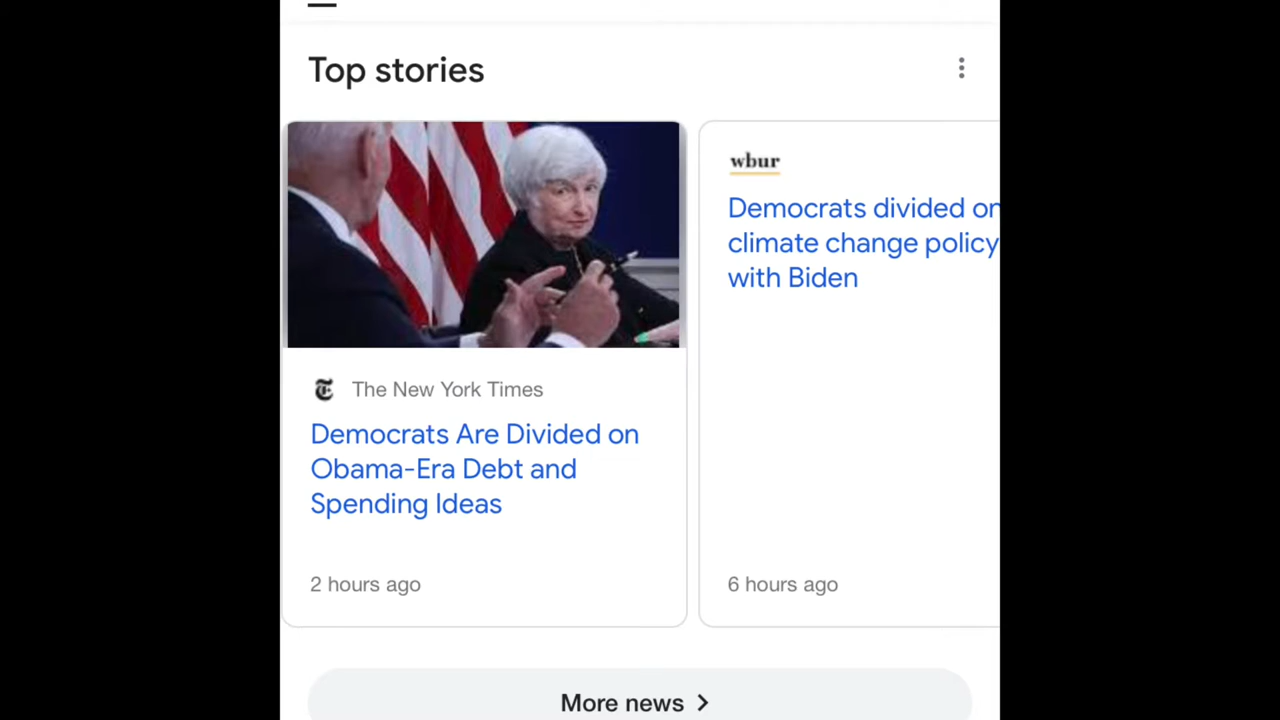 Top stories
The New York Times
Democrats Are Divided on
Obama-Era Debt and
Spending Ideas
2 hours ago
wbur
Democrats divided on
climate change policy
with Biden
6 hours ago
More news